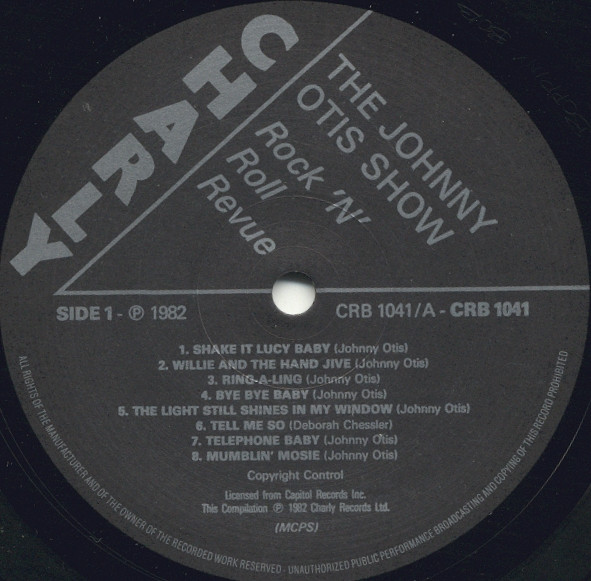 CHARLY
THE JOHNNY
OTIS SHOW
Rock 'N'
Roll
Revue
SIDE 1 - ℗ 1982
CRB 1041/A - CRB 1041
1. SHAKE IT LUCY BABY (Johnny Otis)
2. WILLIE AND THE HAND JIVE (Johnny Otis)
3. RING-A-LING (Johnny Otis)
4. BYE BYE BABY (Johnny Otis)
5. THE LIGHT STILL SHINES IN MY WINDOW (Johnny Otis)
6. TELL ME SO (Deborah Chessler)
7. TELEPHONE BABY (Johnny Otis)
8. MUMBLIN' MOSIE (Johnny Otis)
Copyright Control
Licensed from Capitol Records Inc.
This Compilation ℗ 1982 Charly Records Ltd.
(MCPS)
ALL RIGHTS OF THE MANUFACTURER AND OF THE OWNER OF THE RECORDED WORK RESERVED - UNAUTHORIZED PUBLIC PERFORMANCE BROADCASTING AND COPYING OF THIS RECORD PROHIBITED